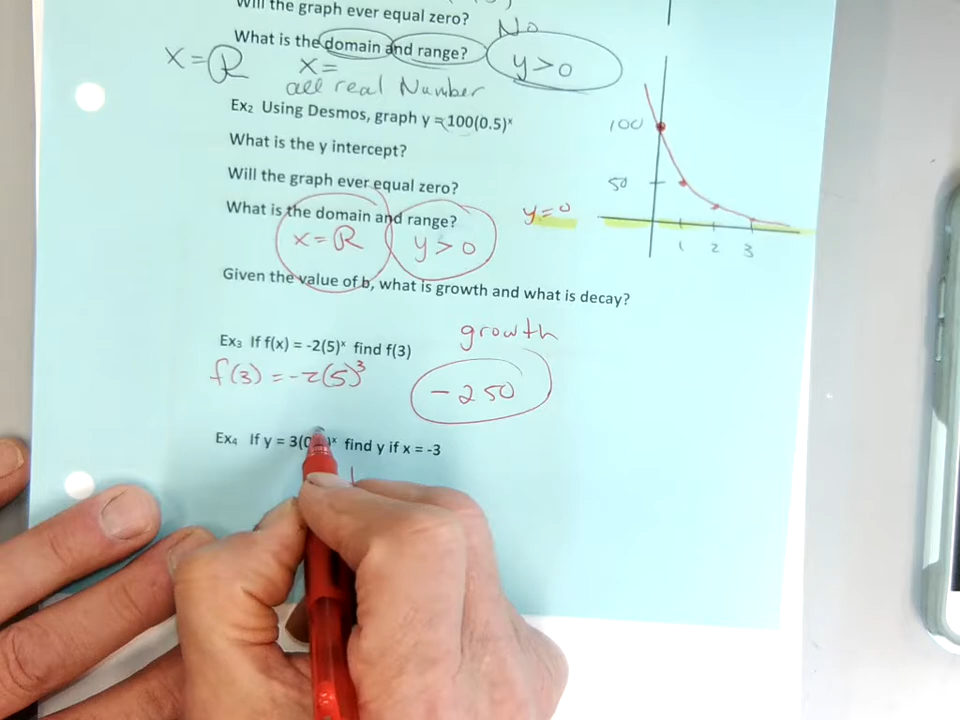 Will the graph ever equal zero? No
What is the domain and range? y>0
x=ℝ x=
all real Number
Ex₂ Using Desmos, graph y = 100(0.5)ˣ
100
What is the y intercept?
Will the graph ever equal zero?
50
What is the domain and range?
y=0
x=ℝ y>0
1 2 3
Given the value of b, what is growth and what is decay?
growth
Ex₃ If f(x) = -2(5)ˣ find f(3)
f(3) = -2(5)³
-250
Ex₄ If y = 3(0 )ˣ find y if x = -3